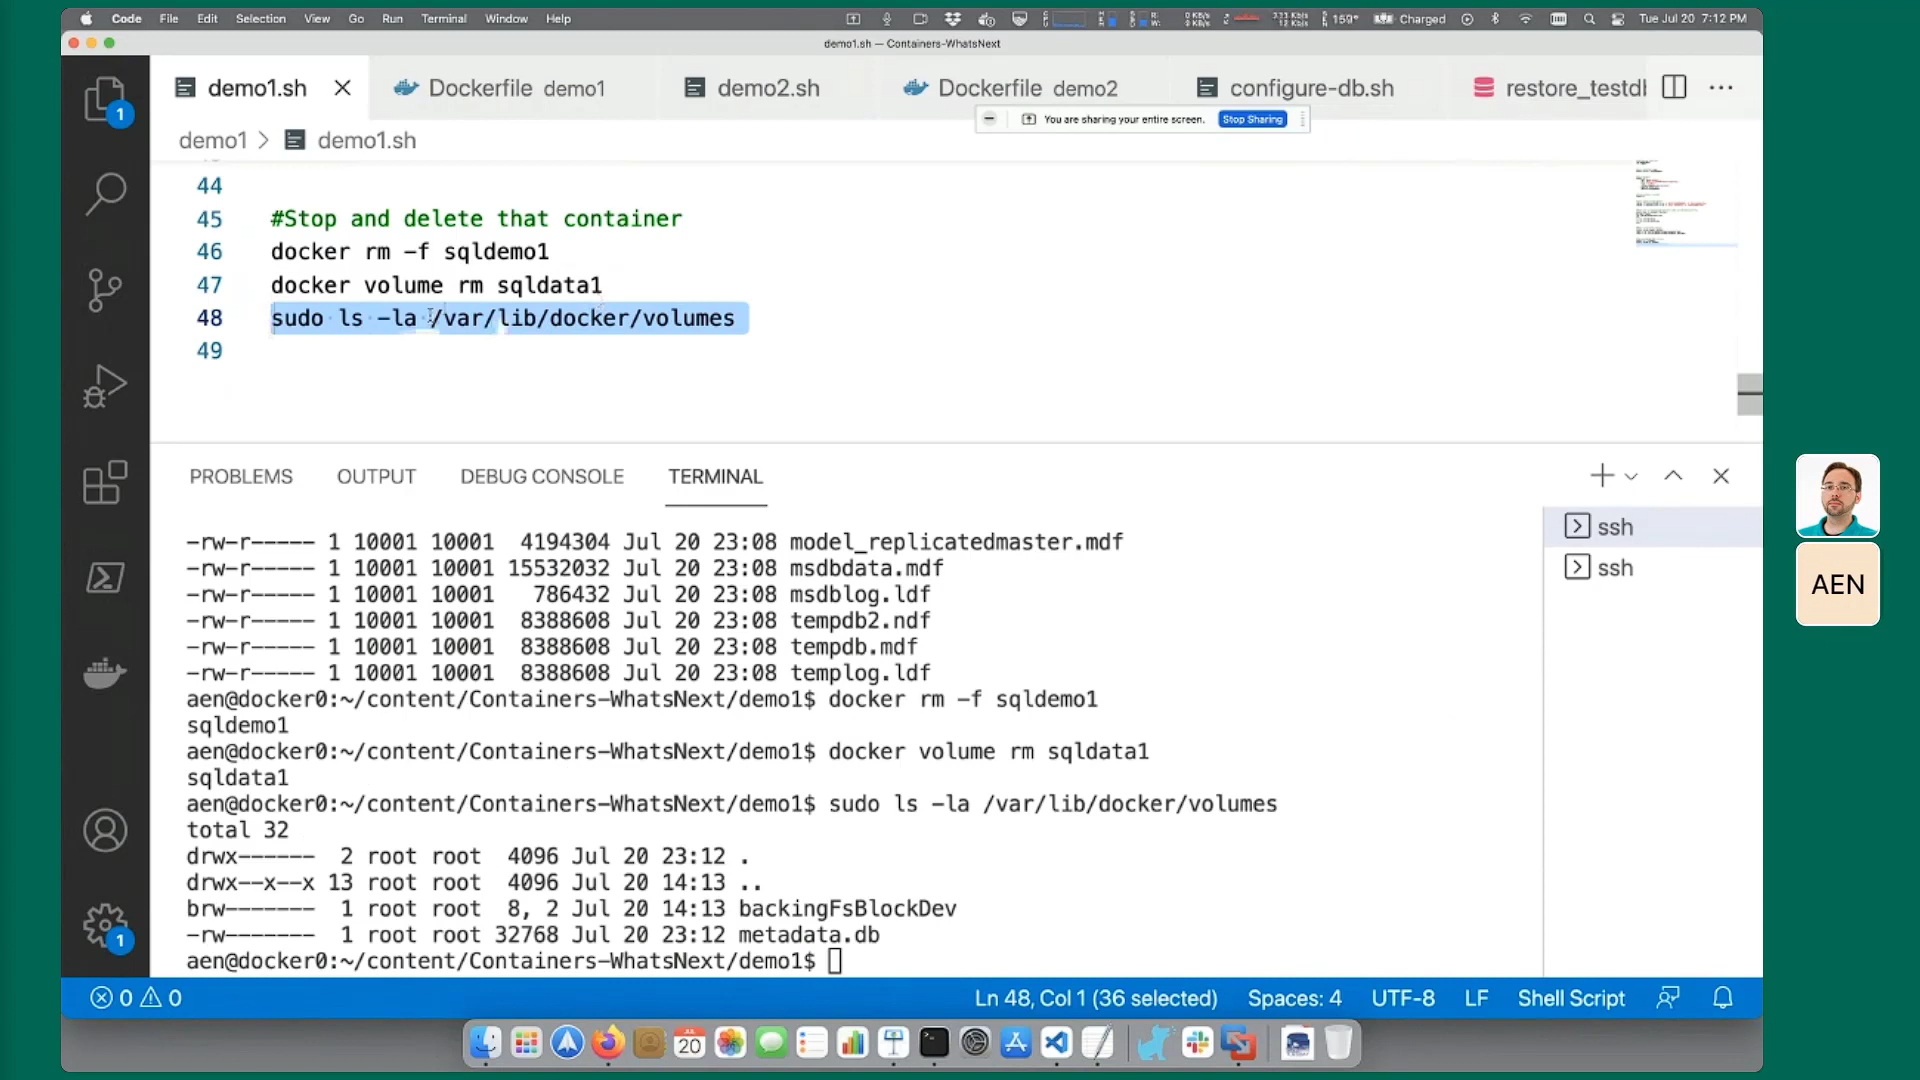 Code File Edit Selection View Go Run Terminal Window Help
159° Charged Tue Jul 20 7:12 PM
demo1.sh — Containers-WhatsNext
demo1.sh Dockerfile demo1 demo2.sh Dockerfile demo2 configure-db.sh restore_testdb
You are sharing your entire screen. Stop Sharing
demo1 > demo1.sh
44
45 #Stop and delete that container
46 docker rm -f sqldemo1
47 docker volume rm sqldata1
48 sudo ls -la /var/lib/docker/volumes
49
PROBLEMS OUTPUT DEBUG CONSOLE TERMINAL
-rw-r----- 1 10001 10001 4194304 Jul 20 23:08 model_replicatedmaster.mdf
-rw-r----- 1 10001 10001 15532032 Jul 20 23:08 msdbdata.mdf
-rw-r----- 1 10001 10001 786432 Jul 20 23:08 msdblog.ldf
-rw-r----- 1 10001 10001 8388608 Jul 20 23:08 tempdb2.ndf
-rw-r----- 1 10001 10001 8388608 Jul 20 23:08 tempdb.mdf
-rw-r----- 1 10001 10001 8388608 Jul 20 23:08 templog.ldf
aen@docker0:~/content/Containers-WhatsNext/demo1$ docker rm -f sqldemo1
sqldemo1
aen@docker0:~/content/Containers-WhatsNext/demo1$ docker volume rm sqldata1
sqldata1
aen@docker0:~/content/Containers-WhatsNext/demo1$ sudo ls -la /var/lib/docker/volumes
total 32
drwx------ 2 root root 4096 Jul 20 23:12 .
drwx--x--x 13 root root 4096 Jul 20 14:13 ..
brw------- 1 root root 8, 2 Jul 20 14:13 backingFsBlockDev
-rw------- 1 root root 32768 Jul 20 23:12 metadata.db
aen@docker0:~/content/Containers-WhatsNext/demo1$
ssh
ssh
AEN
1
1
0 0 Ln 48, Col 1 (36 selected) Spaces: 4 UTF-8 LF Shell Script
JUL
20